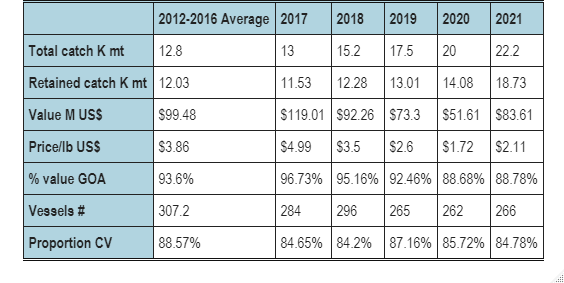 2012-2016 Average 2017 2018 2019 2020 2021
Total catch K mt 12.8 13 15.2 17.5 20 22.2
Retained catch K mt 12.03 11.53 12.28 13.01 14.08 18.73
Value M US$ $99.48 $119.01 $92.26 $73.3 $51.61 $83.61
Price/lb US$ $3.86 $4.99 $3.5 $2.6 $1.72 $2.11
% value GOA 93.6% 96.73% 95.16% 92.46% 88.68% 88.78%
Vessels # 307.2 284 296 265 262 266
Proportion CV 88.57% 84.65% 84.2% 87.16% 85.72% 84.78%